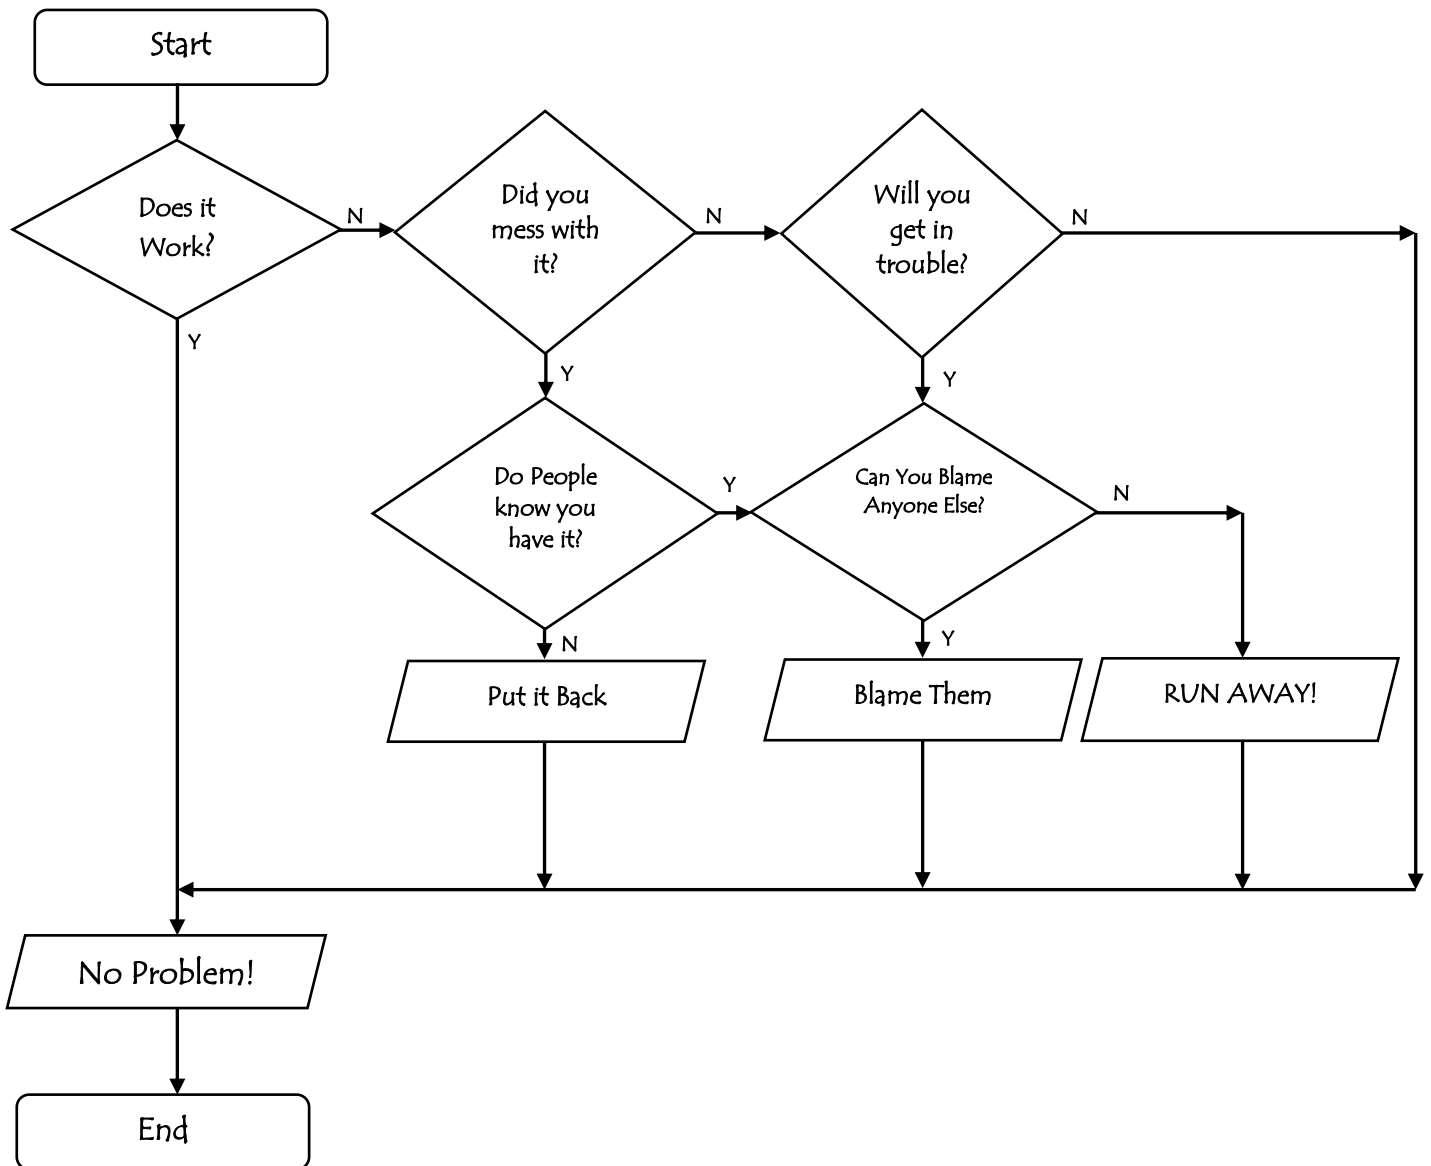 Start
Does it
Work?
N
Did you
mess with
it?
N
Will you
get in
trouble?
N
Y
Y
Y
Do People
know you
have it?
Y
Can You Blame
Anyone Else?
N
N
Y
Put it Back
Blame Them
RUN AWAY!
No Problem!
End